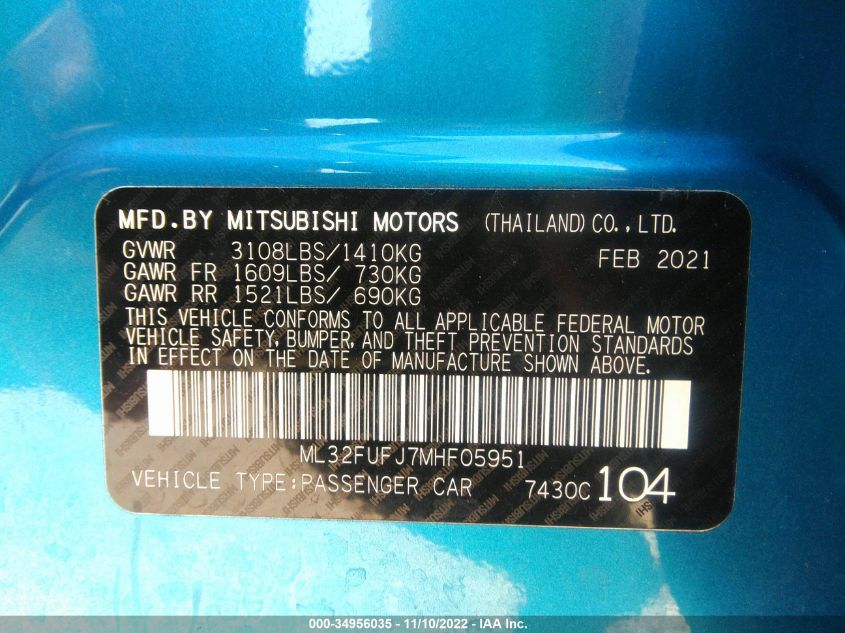 MFD.BY MITSUBISHI MOTORS (THAILAND) CO., LTD.
GVWR 3108LBS/1410KG FEB 2021
GAWR FR 1609LBS/ 730KG
GAWR RR 1521LBS/ 690KG
THIS VEHICLE CONFORMS TO ALL APPLICABLE FEDERAL MOTOR
VEHICLE SAFETY, BUMPER, AND THEFT PREVENTION STANDARDS
IN EFFECT ON THE DATE OF MANUFACTURE SHOWN ABOVE.
ML32FUFJ7MHF05951
VEHICLE TYPE:PASSENGER CAR 7430C 104
000-34956035 - 11/10/2022 - IAA Inc.